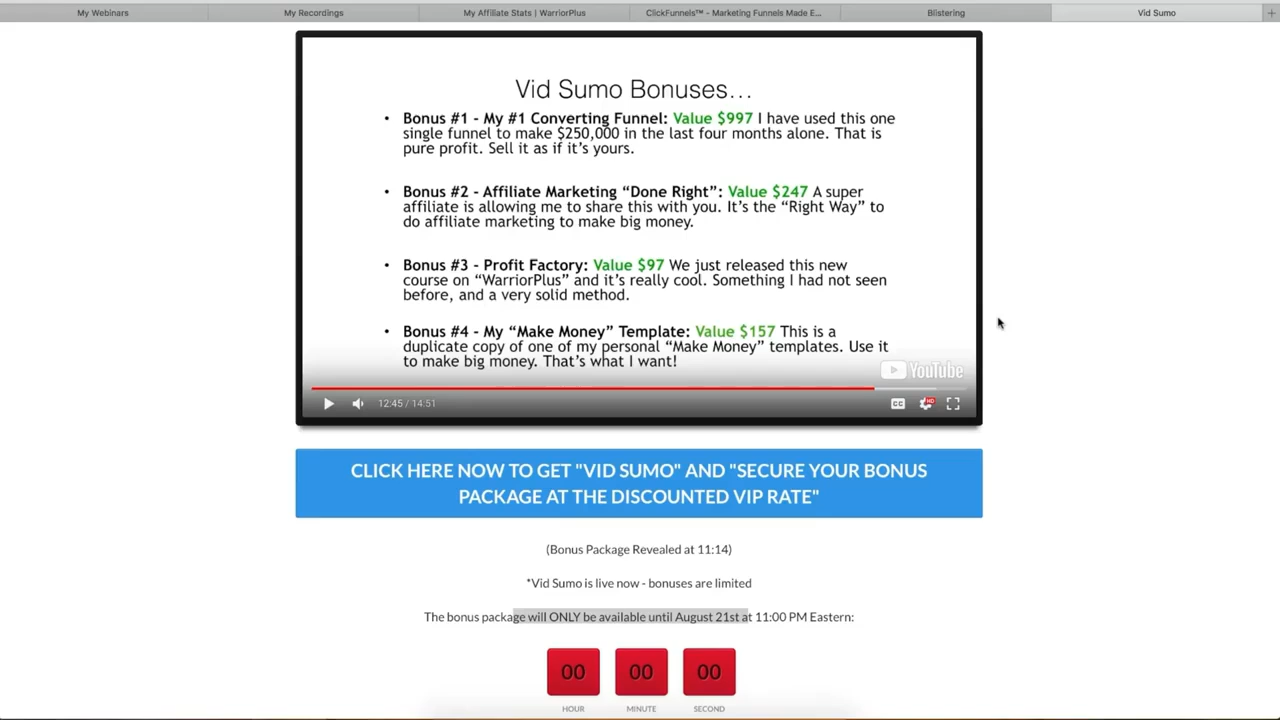 My Webinars
My Recordings
My Affiliate Stats | WarriorPlus
ClickFunnels™ - Marketing Funnels Made E...
Blistering
Vid Sumo
Vid Sumo Bonuses…
• Bonus #1 - My #1 Converting Funnel: Value $997 I have used this one
single funnel to make $250,000 in the last four months alone. That is
pure profit. Sell it as if it's yours.
• Bonus #2 - Affiliate Marketing “Done Right”: Value $247 A super
affiliate is allowing me to share this with you. It's the “Right Way” to
do affiliate marketing to make big money.
• Bonus #3 - Profit Factory: Value $97 We just released this new
course on “WarriorPlus” and it's really cool. Something I had not seen
before, and a very solid method.
• Bonus #4 - My “Make Money” Template: Value $157 This is a
duplicate copy of one of my personal “Make Money” templates. Use it
to make big money. That's what I want!
YouTube
12:45 / 14:51
CC
HD
CLICK HERE NOW TO GET "VID SUMO" AND "SECURE YOUR BONUS
PACKAGE AT THE DISCOUNTED VIP RATE"
(Bonus Package Revealed at 11:14)
*Vid Sumo is live now - bonuses are limited
The bonus package will ONLY be available until August 21st at 11:00 PM Eastern:
00 00 00
HOUR MINUTE SECOND